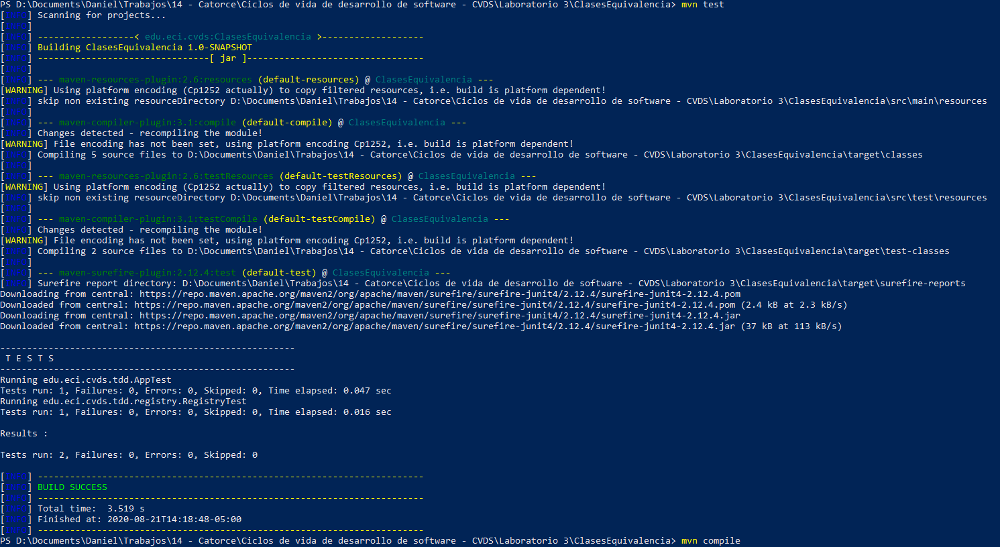 PS D:\Documents\Daniel\Trabajos\14 - Catorce\Ciclos de vida de desarrollo de software - CVDS\Laboratorio 3\ClasesEquivalencia> mvn test
[INFO] Scanning for projects...
[INFO]
[INFO] ------------------< edu.eci.cvds:ClasesEquivalencia >-------------------
[INFO] Building ClasesEquivalencia 1.0-SNAPSHOT
[INFO] --------------------------------[ jar ]---------------------------------
[INFO]
[INFO] --- maven-resources-plugin:2.6:resources (default-resources) @ ClasesEquivalencia ---
[WARNING] Using platform encoding (Cp1252 actually) to copy filtered resources, i.e. build is platform dependent!
[INFO] skip non existing resourceDirectory D:\Documents\Daniel\Trabajos\14 - Catorce\Ciclos de vida de desarrollo de software - CVDS\Laboratorio 3\ClasesEquivalencia\src\main\resources
[INFO]
[INFO] --- maven-compiler-plugin:3.1:compile (default-compile) @ ClasesEquivalencia ---
[INFO] Changes detected - recompiling the module!
[WARNING] File encoding has not been set, using platform encoding Cp1252, i.e. build is platform dependent!
[INFO] Compiling 5 source files to D:\Documents\Daniel\Trabajos\14 - Catorce\Ciclos de vida de desarrollo de software - CVDS\Laboratorio 3\ClasesEquivalencia\target\classes
[INFO]
[INFO] --- maven-resources-plugin:2.6:testResources (default-testResources) @ ClasesEquivalencia ---
[WARNING] Using platform encoding (Cp1252 actually) to copy filtered resources, i.e. build is platform dependent!
[INFO] skip non existing resourceDirectory D:\Documents\Daniel\Trabajos\14 - Catorce\Ciclos de vida de desarrollo de software - CVDS\Laboratorio 3\ClasesEquivalencia\src\test\resources
[INFO]
[INFO] --- maven-compiler-plugin:3.1:testCompile (default-testCompile) @ ClasesEquivalencia ---
[INFO] Changes detected - recompiling the module!
[WARNING] File encoding has not been set, using platform encoding Cp1252, i.e. build is platform dependent!
[INFO] Compiling 2 source files to D:\Documents\Daniel\Trabajos\14 - Catorce\Ciclos de vida de desarrollo de software - CVDS\Laboratorio 3\ClasesEquivalencia\target\test-classes
[INFO]
[INFO] --- maven-surefire-plugin:2.12.4:test (default-test) @ ClasesEquivalencia ---
[INFO] Surefire report directory: D:\Documents\Daniel\Trabajos\14 - Catorce\Ciclos de vida de desarrollo de software - CVDS\Laboratorio 3\ClasesEquivalencia\target\surefire-reports
Downloading from central: https://repo.maven.apache.org/maven2/org/apache/maven/surefire/surefire-junit4/2.12.4/surefire-junit4-2.12.4.pom
Downloaded from central: https://repo.maven.apache.org/maven2/org/apache/maven/surefire/surefire-junit4/2.12.4/surefire-junit4-2.12.4.pom (2.4 kB at 2.3 kB/s)
Downloading from central: https://repo.maven.apache.org/maven2/org/apache/maven/surefire/surefire-junit4/2.12.4/surefire-junit4-2.12.4.jar
Downloaded from central: https://repo.maven.apache.org/maven2/org/apache/maven/surefire/surefire-junit4/2.12.4/surefire-junit4-2.12.4.jar (37 kB at 113 kB/s)
-------------------------------------------------------
T E S T S
-------------------------------------------------------
Running edu.eci.cvds.tdd.AppTest
Tests run: 1, Failures: 0, Errors: 0, Skipped: 0, Time elapsed: 0.047 sec
Running edu.eci.cvds.tdd.registry.RegistryTest
Tests run: 1, Failures: 0, Errors: 0, Skipped: 0, Time elapsed: 0.016 sec
Results :
Tests run: 2, Failures: 0, Errors: 0, Skipped: 0
[INFO] ------------------------------------------------------------------------
[INFO] BUILD SUCCESS
[INFO] ------------------------------------------------------------------------
[INFO] Total time:  3.519 s
[INFO] Finished at: 2020-08-21T14:18:48-05:00
[INFO] ------------------------------------------------------------------------
PS D:\Documents\Daniel\Trabajos\14 - Catorce\Ciclos de vida de desarrollo de software - CVDS\Laboratorio 3\ClasesEquivalencia> mvn compile